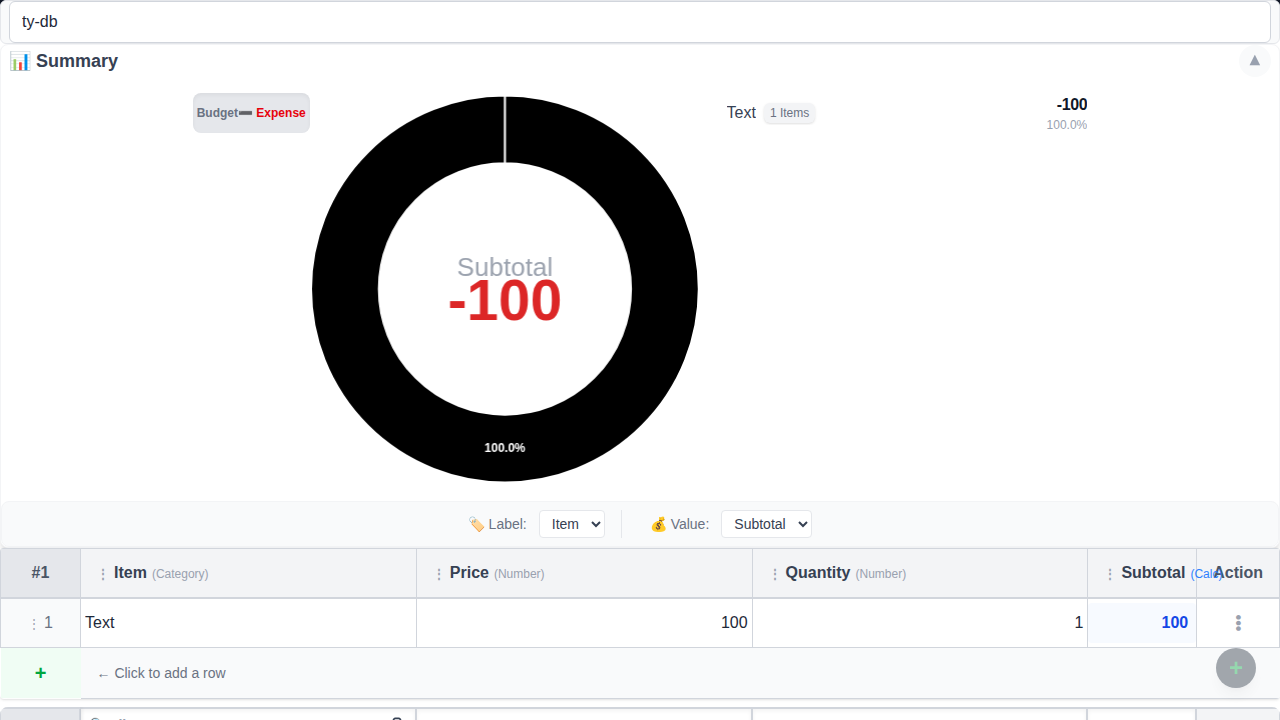 ty-db
📊 Summary
▲
Budget➖ Expense
Text 1 Items
-100
100.0%
Subtotal
-100
100.0%
🏷️ Label: Item
💰 Value: Subtotal
#1 ⋮ Item (Category) ⋮ Price (Number) ⋮ Quantity (Number) ⋮ Subtotal (Calc) Action
⋮ 1 Text 100 1 100
+ ← Click to add a row
+